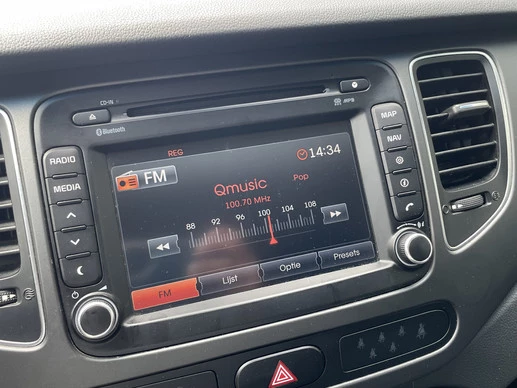 CD-IN
MP3
Bluetooth
RADIO
MEDIA
MAP
NAV
REG
14:34
FM
Qmusic
Pop
100.70 MHz
88 92 96 100 104 108
FM Lijst Optie Presets